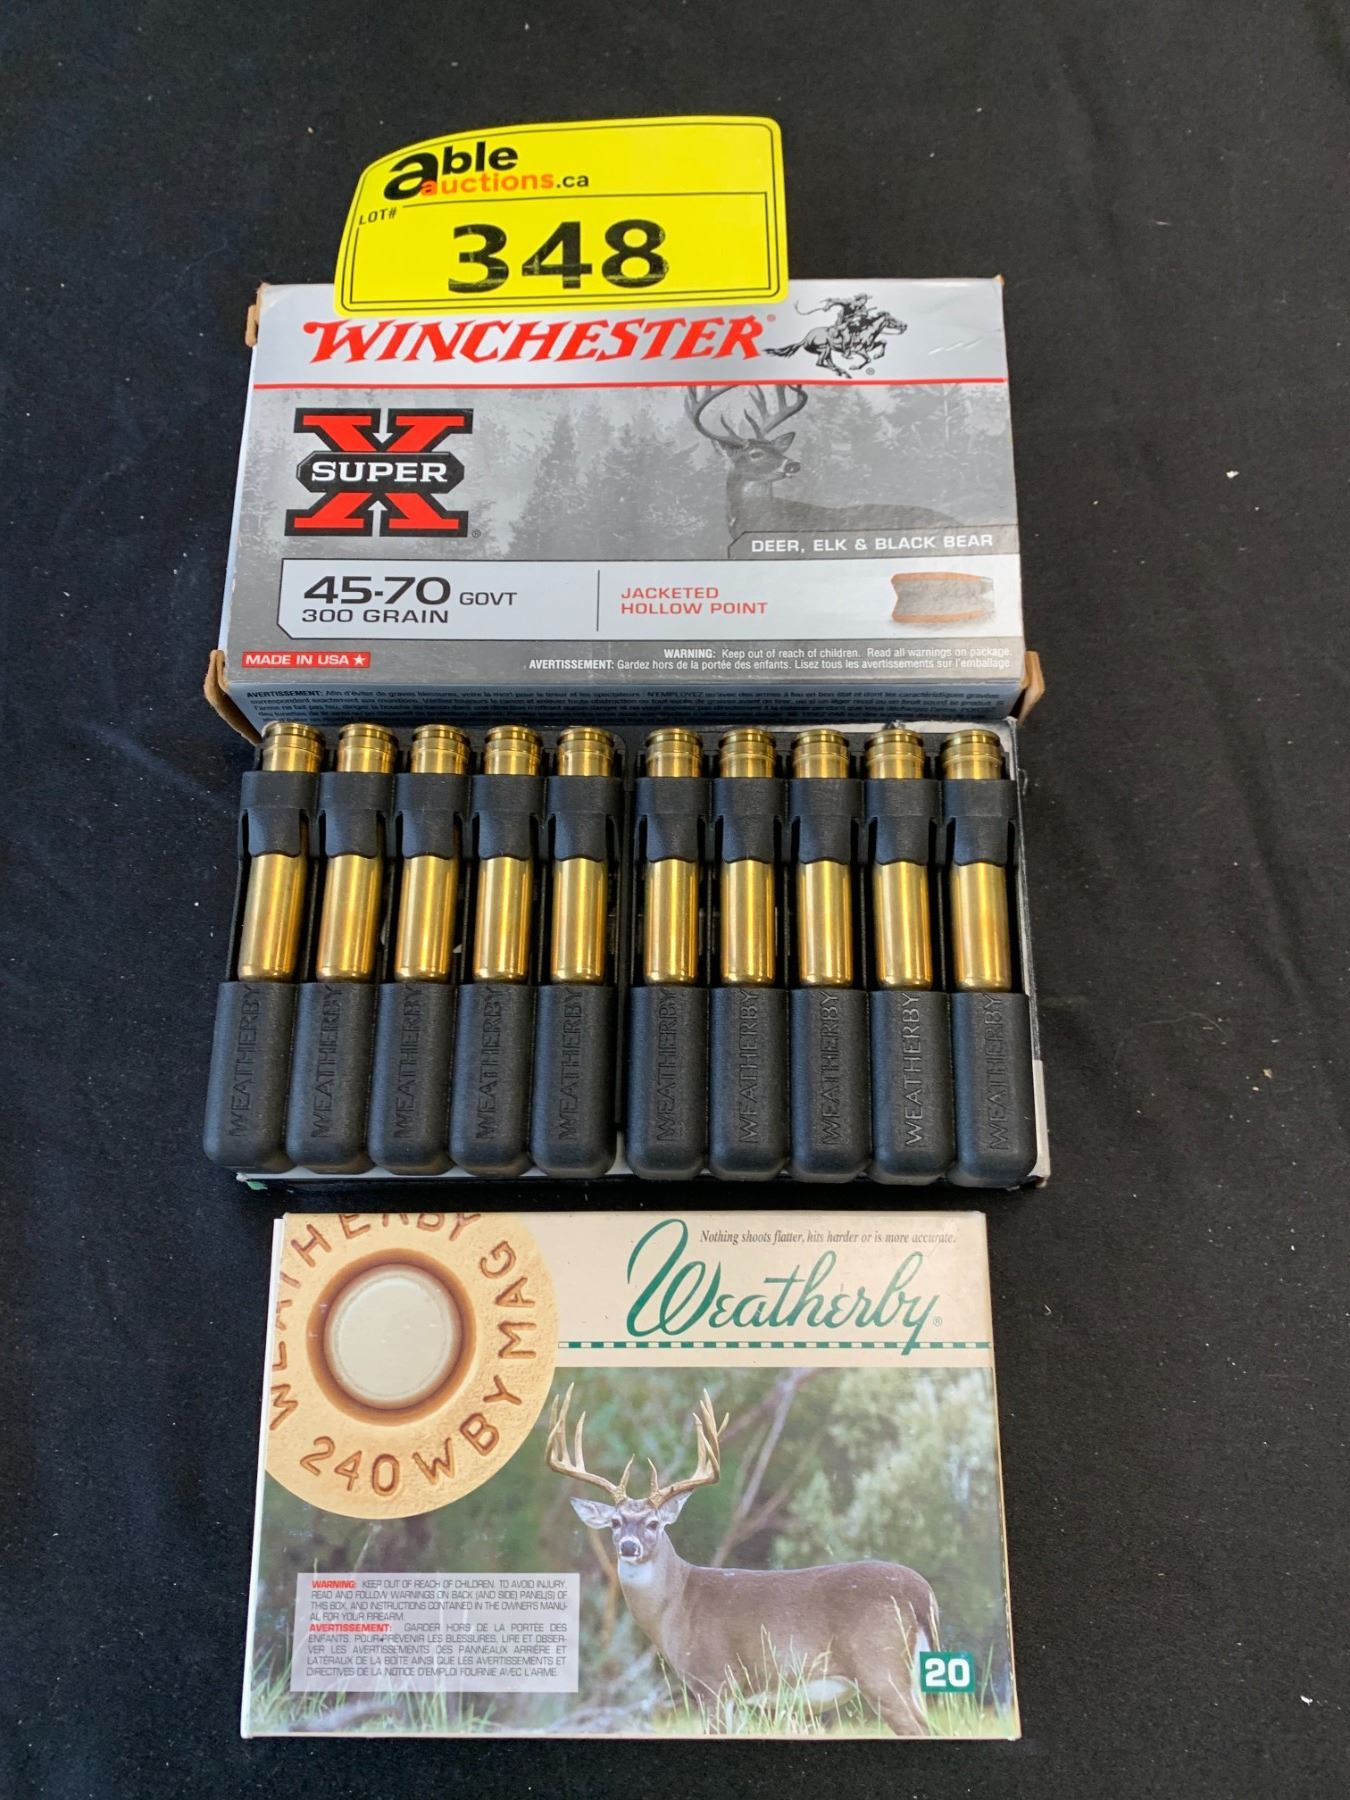 able
auctions.ca
LOT#
348
WINCHESTER®
SUPER X®
DEER, ELK & BLACK BEAR
45-70 GOVT
300 GRAIN
JACKETED
HOLLOW POINT
MADE IN USA
WARNING: Keep out of reach of children. Read all warnings on package.
AVERTISSEMENT: Gardez hors de la portée des enfants. Lisez tous les avertissements sur l'emballage.
WEATHERBY
WEATHERBY
WEATHERBY
WEATHERBY
WEATHERBY
WEATHERBY
WEATHERBY
WEATHERBY
WEATHERBY
WEATHERBY
WEATHERBY
240 WBY MAG
Nothing shoots flatter, hits harder or is more accurate.
Weatherby®
WARNING: KEEP OUT OF REACH OF CHILDREN. TO AVOID INJURY,
READ AND FOLLOW WARNINGS ON BACK (AND SIDE) PANEL(S) OF
THIS BOX, AND INSTRUCTIONS CONTAINED IN THE OWNER'S MANU-
AL FOR YOUR FIREARM.
AVERTISSEMENT: GARDER HORS DE LA PORTÉE DES
ENFANTS. POUR PRÉVENIR LES BLESSURES, LIRE ET OBSER-
VER LES AVERTISSEMENTS DES PANNEAUX ARRIÈRE ET
LATÉRAUX DE LA BOÎTE AINSI QUE LES AVERTISSEMENTS ET
DIRECTIVES DE LA NOTICE D'EMPLOI FOURNIE AVEC L'ARME.
20